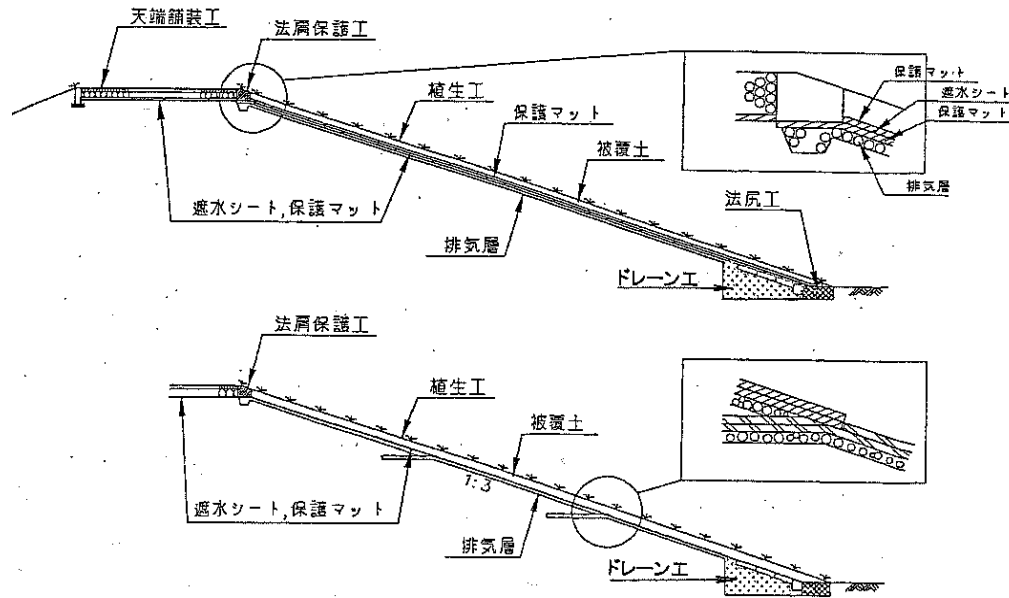 天端舗装工
法肩保護工
植生工
保護マット
被覆土
法尻工
遮水シート,保護マット
排気層
ドレーン工
保護マット
遮水シート
保護マット
排気層
法肩保護工
植生工
被覆土
1:3
遮水シート,保護マット
排気層
ドレーン工